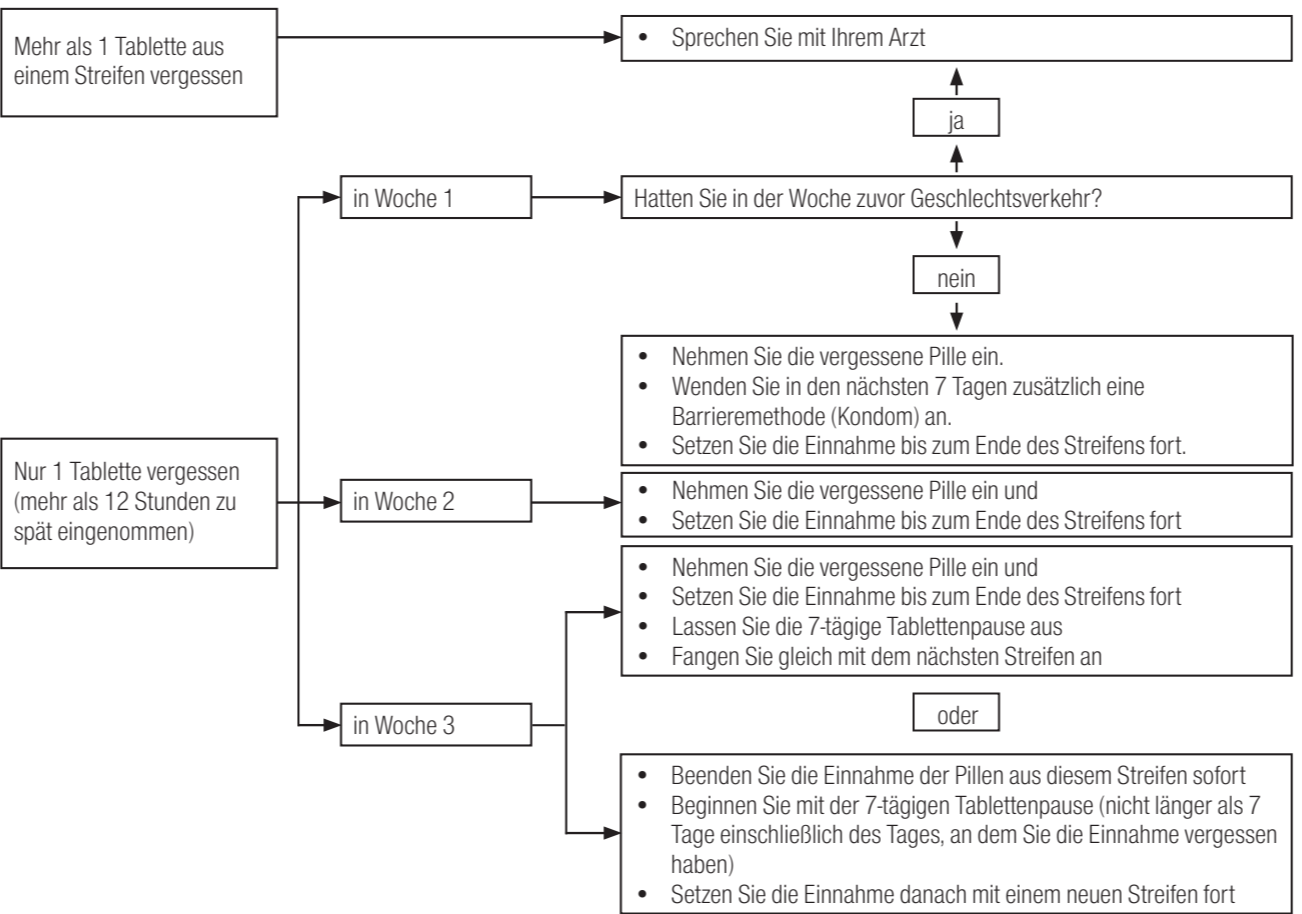 Mehr als 1 Tablette aus
einem Streifen vergessen
• Sprechen Sie mit Ihrem Arzt
ja
in Woche 1
Hatten Sie in der Woche zuvor Geschlechtsverkehr?
nein
• Nehmen Sie die vergessene Pille ein.
• Wenden Sie in den nächsten 7 Tagen zusätzlich eine
Barrieremethode (Kondom) an.
• Setzen Sie die Einnahme bis zum Ende des Streifens fort.
Nur 1 Tablette vergessen
(mehr als 12 Stunden zu
spät eingenommen)
in Woche 2
• Nehmen Sie die vergessene Pille ein und
• Setzen Sie die Einnahme bis zum Ende des Streifens fort
• Nehmen Sie die vergessene Pille ein und
• Setzen Sie die Einnahme bis zum Ende des Streifens fort
• Lassen Sie die 7-tägige Tablettenpause aus
• Fangen Sie gleich mit dem nächsten Streifen an
in Woche 3
oder
• Beenden Sie die Einnahme der Pillen aus diesem Streifen sofort
• Beginnen Sie mit der 7-tägigen Tablettenpause (nicht länger als 7
Tage einschließlich des Tages, an dem Sie die Einnahme vergessen
haben)
• Setzen Sie die Einnahme danach mit einem neuen Streifen fort